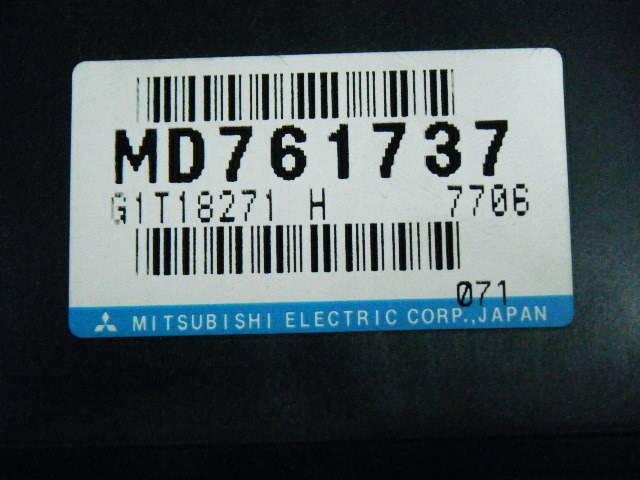 MD761737
G1T18271 H 7706
071
MITSUBISHI ELECTRIC CORP.,JAPAN